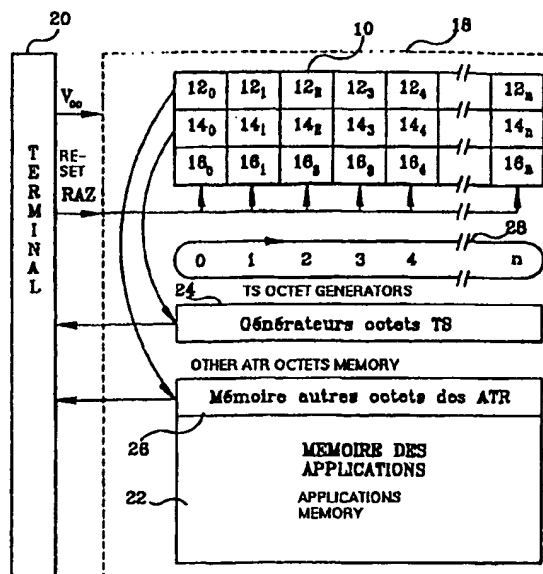 20 10 18
12₀ 12₁ 12₂ 12₃ 12₄ 12ₙ
V∞ 14₀ 14₁ 14₂ 14₃ 14₄ 14ₙ
RE-
SET
RAZ 16₀ 16₁ 16₂ 16₃ 16₄ 16ₙ
TERMINAL
28
0 1 2 3 4 n
TS OCTET GENERATORS
24
Générateurs octets TS
OTHER ATR OCTETS MEMORY
Mémoire autres octets des ATR
26
MEMOIRE DES
APPLICATIONS
22
APPLICATIONS
MEMORY